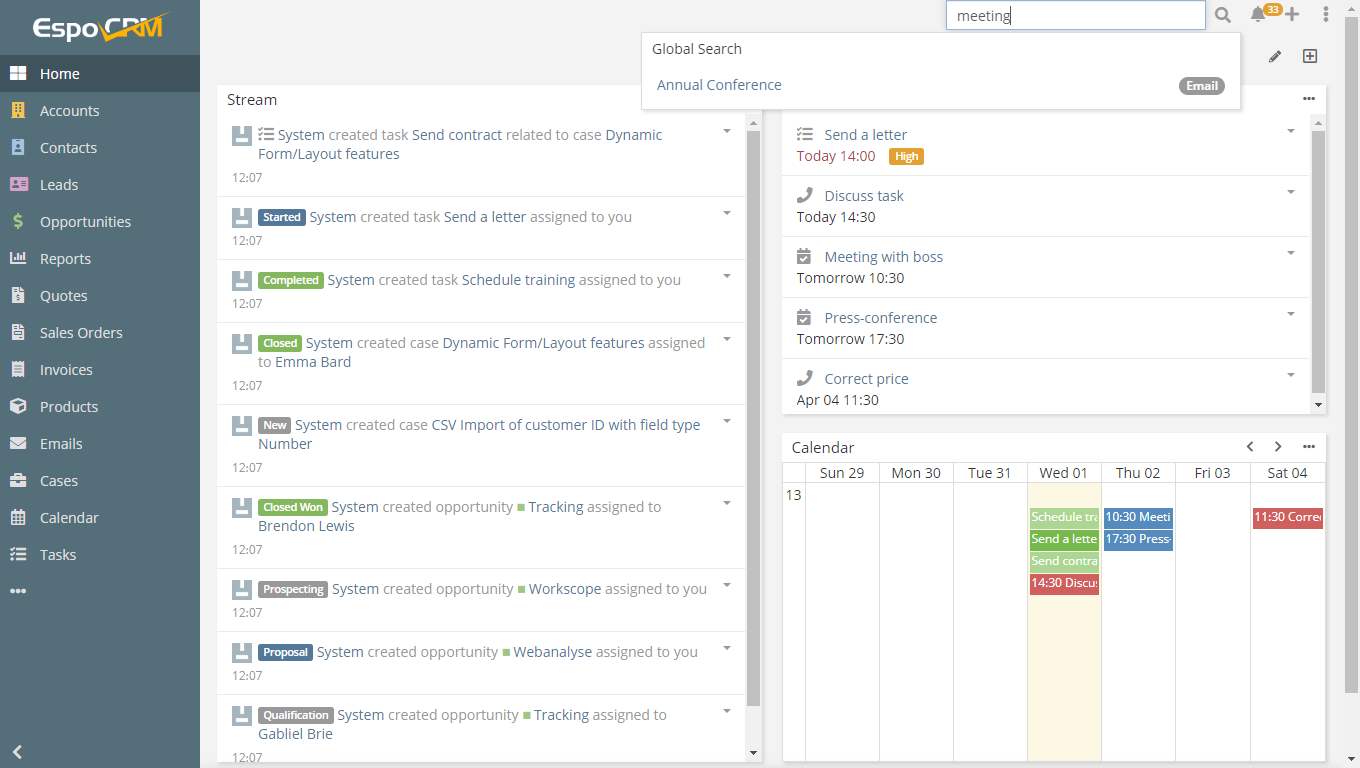 EspoCRM
meeting
33
Global Search
Annual Conference
Email
Home
Accounts
Contacts
Leads
Opportunities
Reports
Quotes
Sales Orders
Invoices
Products
Emails
Cases
Calendar
Tasks
Stream
System created task Send contract related to case Dynamic
Form/Layout features
12:07
Started System created task Send a letter assigned to you
12:07
Completed System created task Schedule training assigned to you
12:07
Closed System created case Dynamic Form/Layout features assigned
to Emma Bard
12:07
New System created case CSV Import of customer ID with field type
Number
12:07
Closed Won System created opportunity Tracking assigned to
Brendon Lewis
12:07
Prospecting System created opportunity Workscope assigned to you
12:07
Proposal System created opportunity Webanalyse assigned to you
12:07
Qualification System created opportunity Tracking assigned to
Gabliel Brie
12:07
Send a letter
Today 14:00 High
Discuss task
Today 14:30
Meeting with boss
Tomorrow 10:30
Press-conference
Tomorrow 17:30
Correct price
Apr 04 11:30
Calendar
Sun 29 Mon 30 Tue 31 Wed 01 Thu 02 Fri 03 Sat 04
13
Schedule tra 10:30 Meeti 11:30 Corre
Send a lette 17:30 Press-
Send contra
14:30 Discu